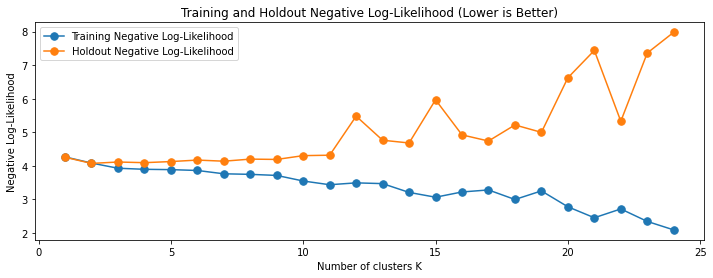 Training and Holdout Negative Log-Likelihood (Lower is Better)
Training Negative Log-Likelihood
Holdout Negative Log-Likelihood
Negative Log-Likelihood
8
7
6
5
4
3
2
0 5 10 15 20 25
Number of clusters K